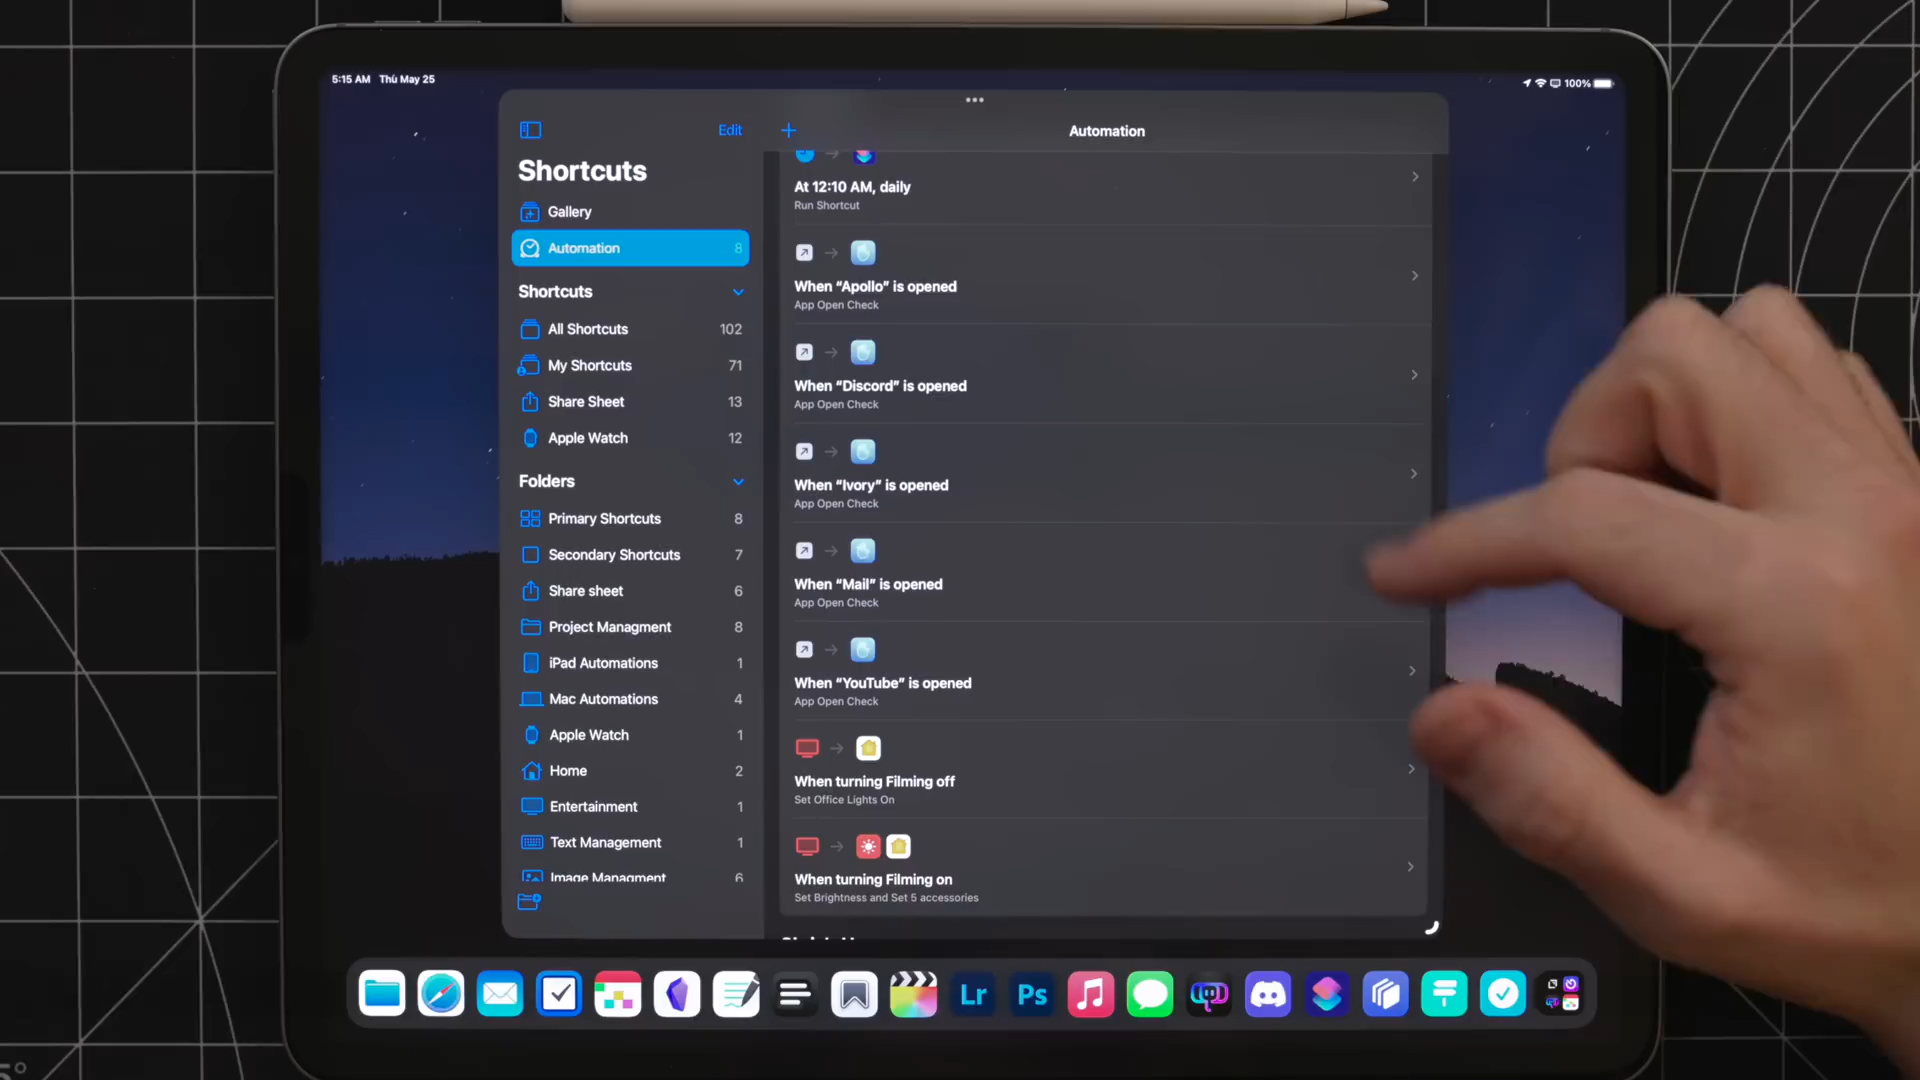 5:15 AM Thu May 25
100%
Edit
Automation
Shortcuts
Gallery
Automation 8
Shortcuts
All Shortcuts 102
My Shortcuts 71
Share Sheet 13
Apple Watch 12
Folders
Primary Shortcuts 8
Secondary Shortcuts 7
Share sheet 6
Project Managment 8
iPad Automations 1
Mac Automations 4
Apple Watch 1
Home 2
Entertainment 1
Text Management 1
Image Managment 6
At 12:10 AM, daily
Run Shortcut
When “Apollo” is opened
App Open Check
When “Discord” is opened
App Open Check
When “Ivory” is opened
App Open Check
When “Mail” is opened
App Open Check
When “YouTube” is opened
App Open Check
When turning Filming off
Set Office Lights On
When turning Filming on
Set Brightness and Set 5 accessories
Lr
Ps
5°